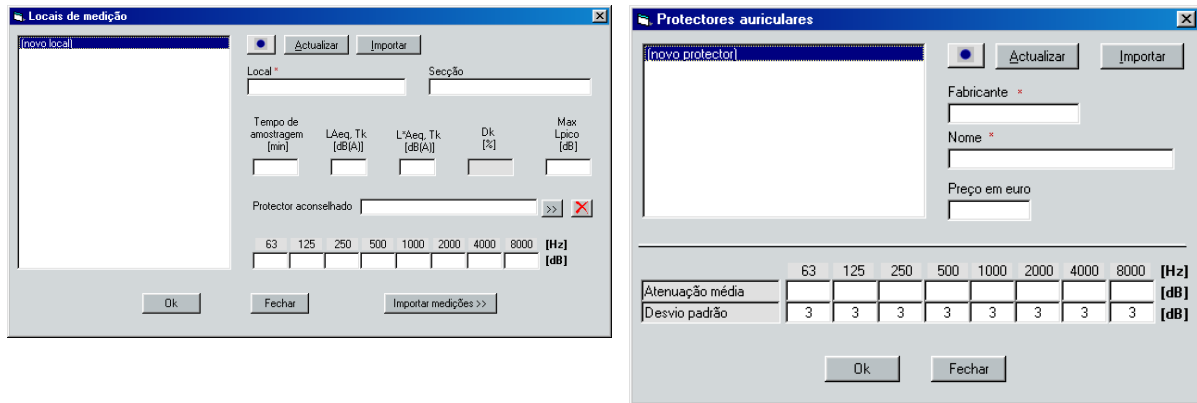 Locais de medição
(novo local)
Actualizar Importar
Local * Secção
Tempo de amostragem [min] LAeq, Tk [dB(A)] L*Aeq, Tk [dB(A)] Dk [%] Max Lpico [dB]
Protector aconselhado >>
63 125 250 500 1000 2000 4000 8000 [Hz]
[dB]
Ok Fechar Importar medições >>
Protectores auriculares
(novo protector)
Actualizar Importar
Fabricante *
Nome *
Preço em euro
63 125 250 500 1000 2000 4000 8000 [Hz]
Atenuação média [dB]
Desvio padrão 3 3 3 3 3 3 3 3 [dB]
Ok Fechar